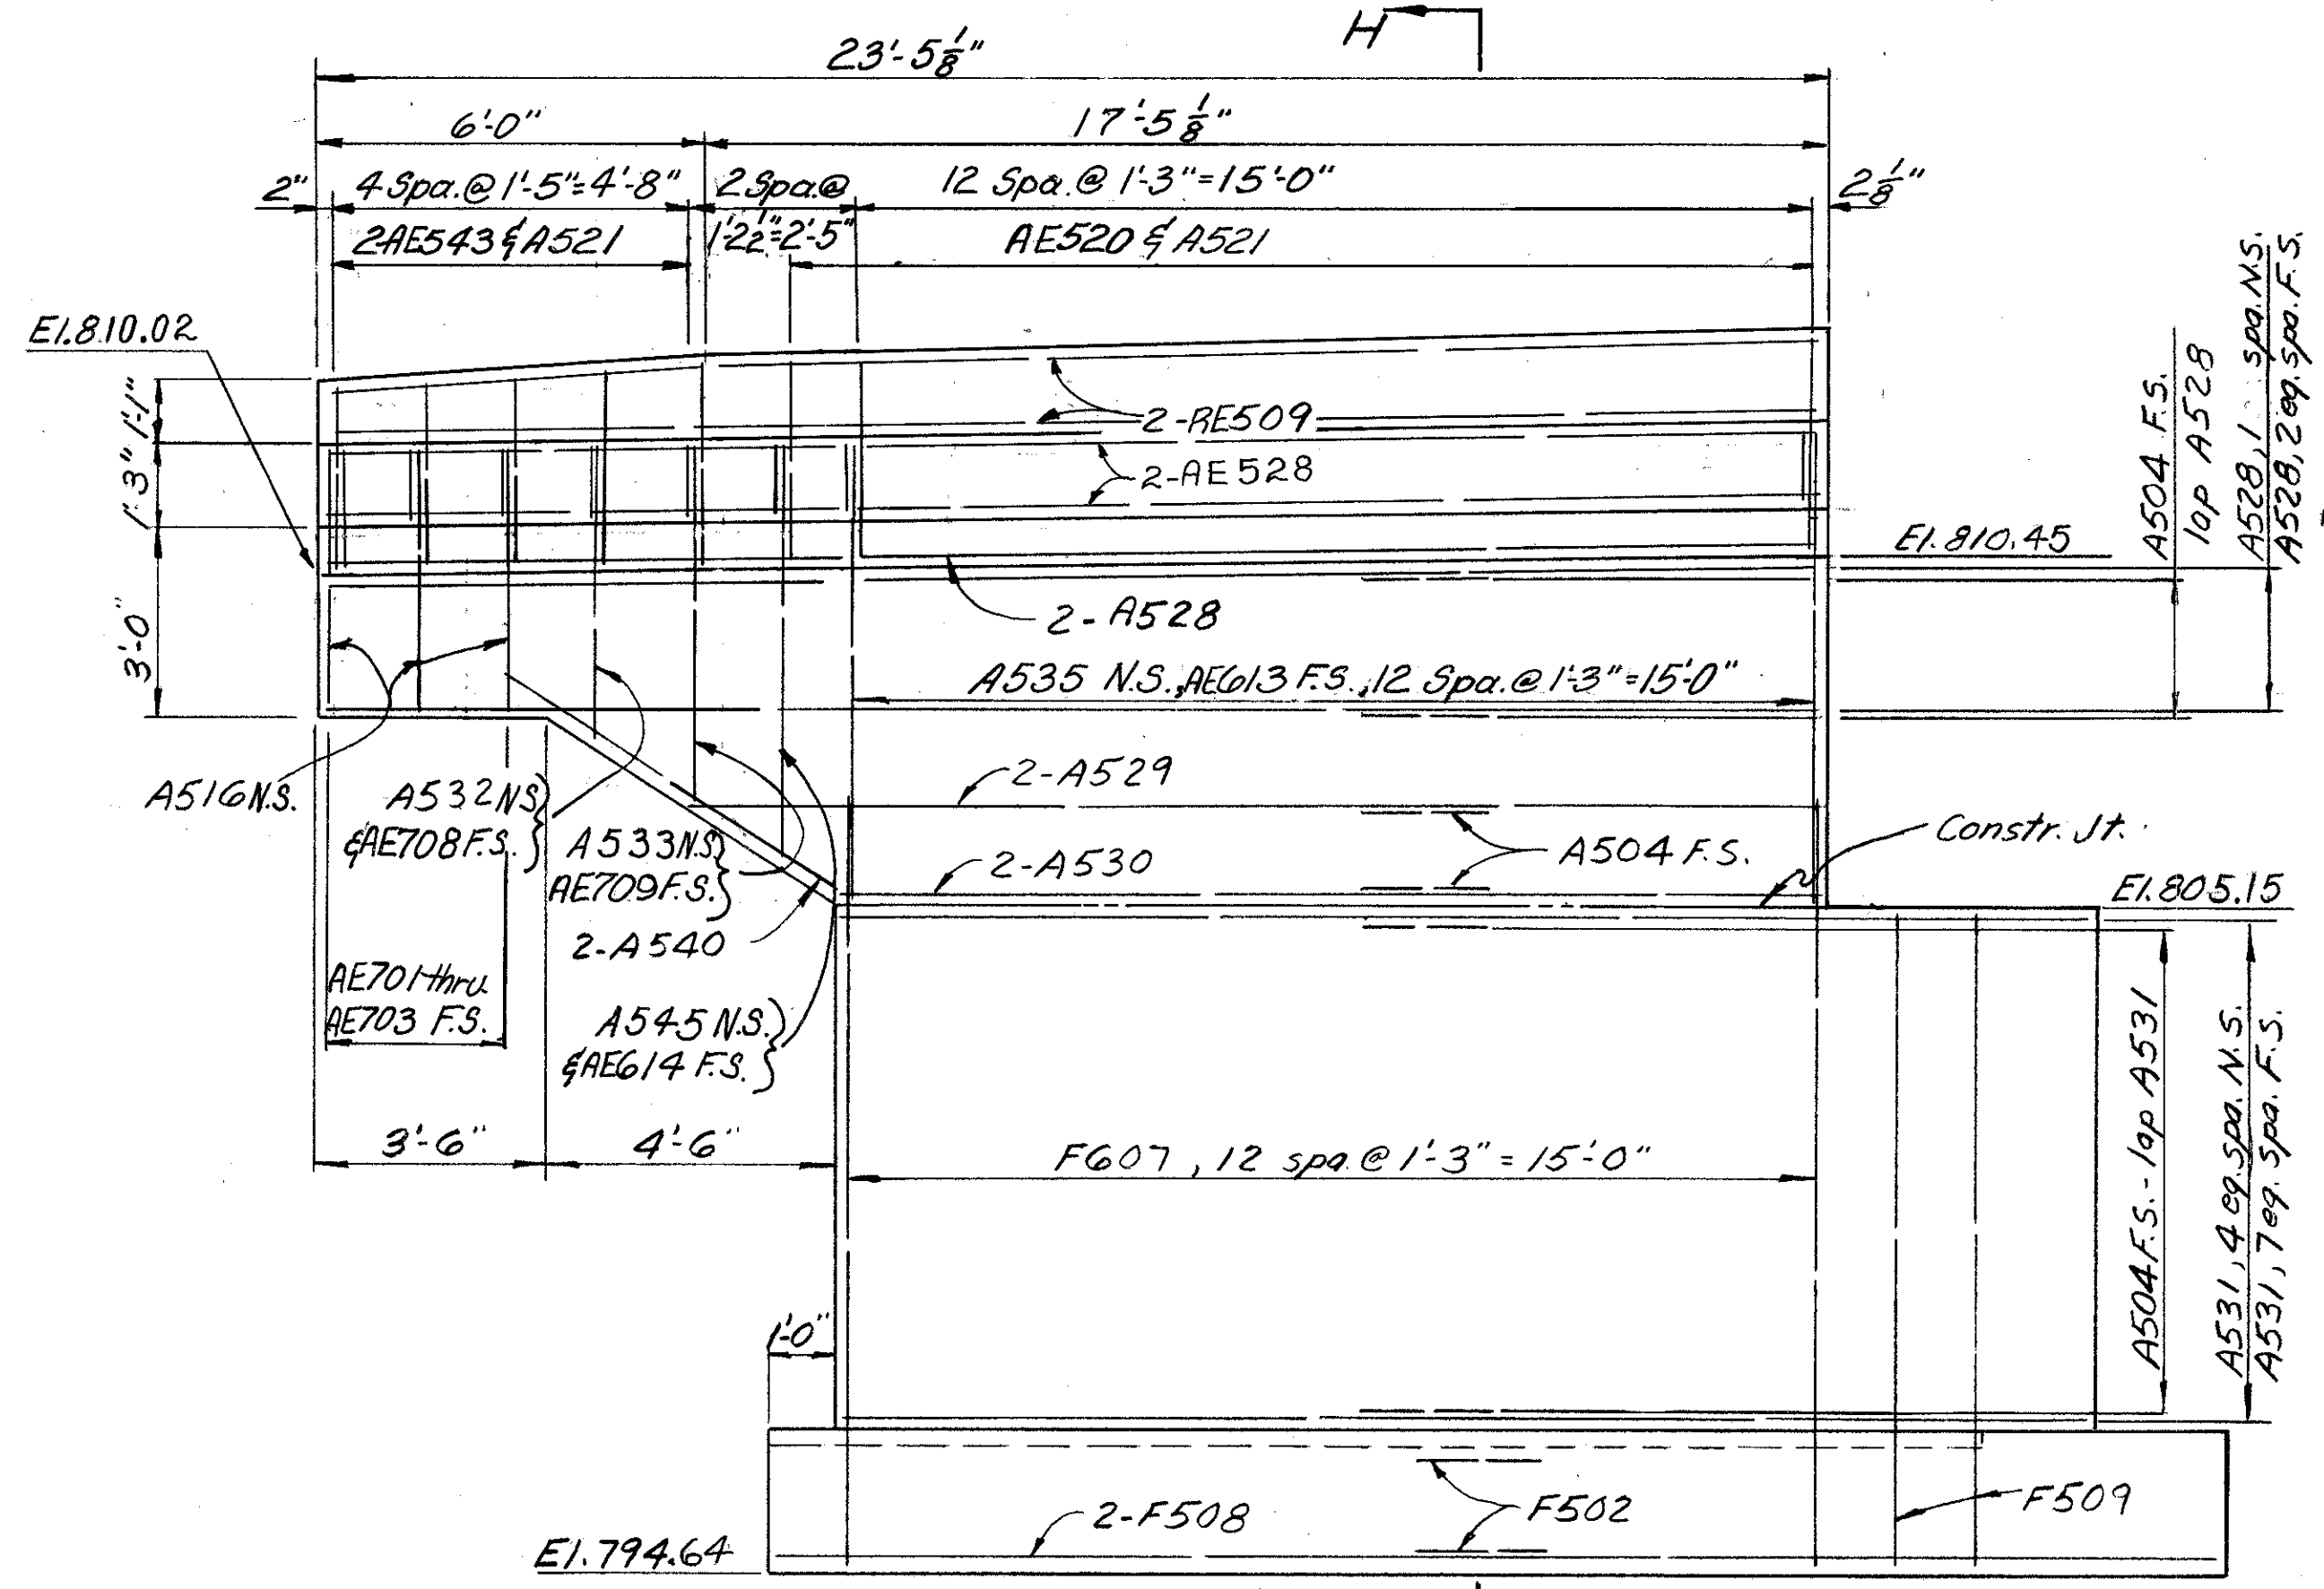 H
23'-5 1/8"
6'-0"
17'-5 1/8"
2"
4 Spa.@ 1'-5"=4'-8"
2 Spa.@
1'-2 1/2"=2'-5"
12 Spa.@ 1'-3"=15'-0"
2 1/8"
2-AE543 & A521
AE520 & A521
El.810.02
1'-1"
1'-3"
3'-0"
2-RE509
2-AE528
El.810.45
A504 F.S.
lap A528
A528, 1 spa. N.S.
A528, 2 eq. spa. F.S.
2-A528
A535 N.S., AE613 F.S., 12 Spa.@ 1'-3"=15'-0"
A516 N.S.
A532 N.S.
& AE708 F.S.
A533 N.S.
AE709 F.S.
2-A529
2-A530
A504 F.S.
Constr. Jt.
El.805.15
2-A540
AE701 thru
AE703 F.S.
A545 N.S.
& AE614 F.S.
3'-6"
4'-6"
F607, 12 spa.@ 1'-3"=15'-0"
A504 F.S.-lap A531
A531, 4 eq. spa. N.S.
A531, 7 eq. spa. F.S.
1'-0"
2-F508
F502
F509
El.794.64